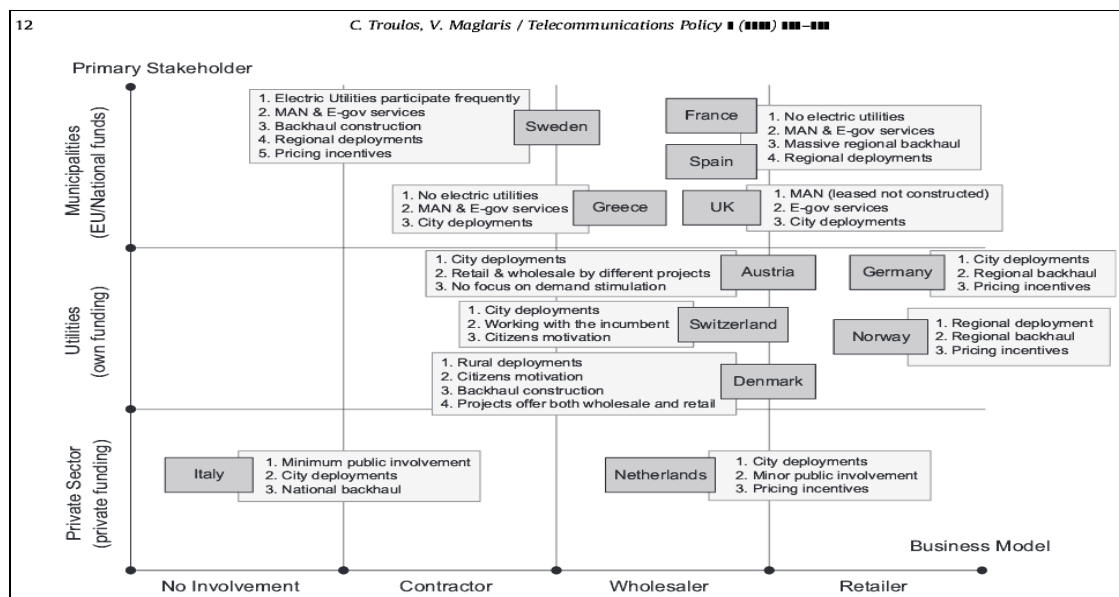 12
C. Troulos, V. Maglaris / Telecommunications Policy ▮ (▮▮▮▮) ▮▮▮–▮▮▮
Primary Stakeholder
Municipalities
(EU/National funds)
1. Electric Utilities participate frequently
2. MAN & E-gov services
3. Backhaul construction
4. Regional deployments
5. Pricing incentives
Sweden
France
Spain
1. No electric utilities
2. MAN & E-gov services
3. Massive regional backhaul
4. Regional deployments
1. No electric utilities
2. MAN & E-gov services
3. City deployments
Greece
UK
1. MAN (leased not constructed)
2. E-gov services
3. City deployments
Utilities
(own funding)
1. City deployments
2. Retail & wholesale by different projects
3. No focus on demand stimulation
Austria
Germany
1. City deployments
2. Regional backhaul
3. Pricing incentives
1. City deployments
2. Working with the incumbent
3. Citizens motivation
Switzerland
Norway
1. Regional deployment
2. Regional backhaul
3. Pricing incentives
1. Rural deployments
2. Citizens motivation
3. Backhaul construction
4. Projects offer both wholesale and retail
Denmark
Private Sector
(private funding)
Italy
1. Minimum public involvement
2. City deployments
3. National backhaul
Netherlands
1. City deployments
2. Minor public involvement
3. Pricing incentives
Business Model
No Involvement
Contractor
Wholesaler
Retailer